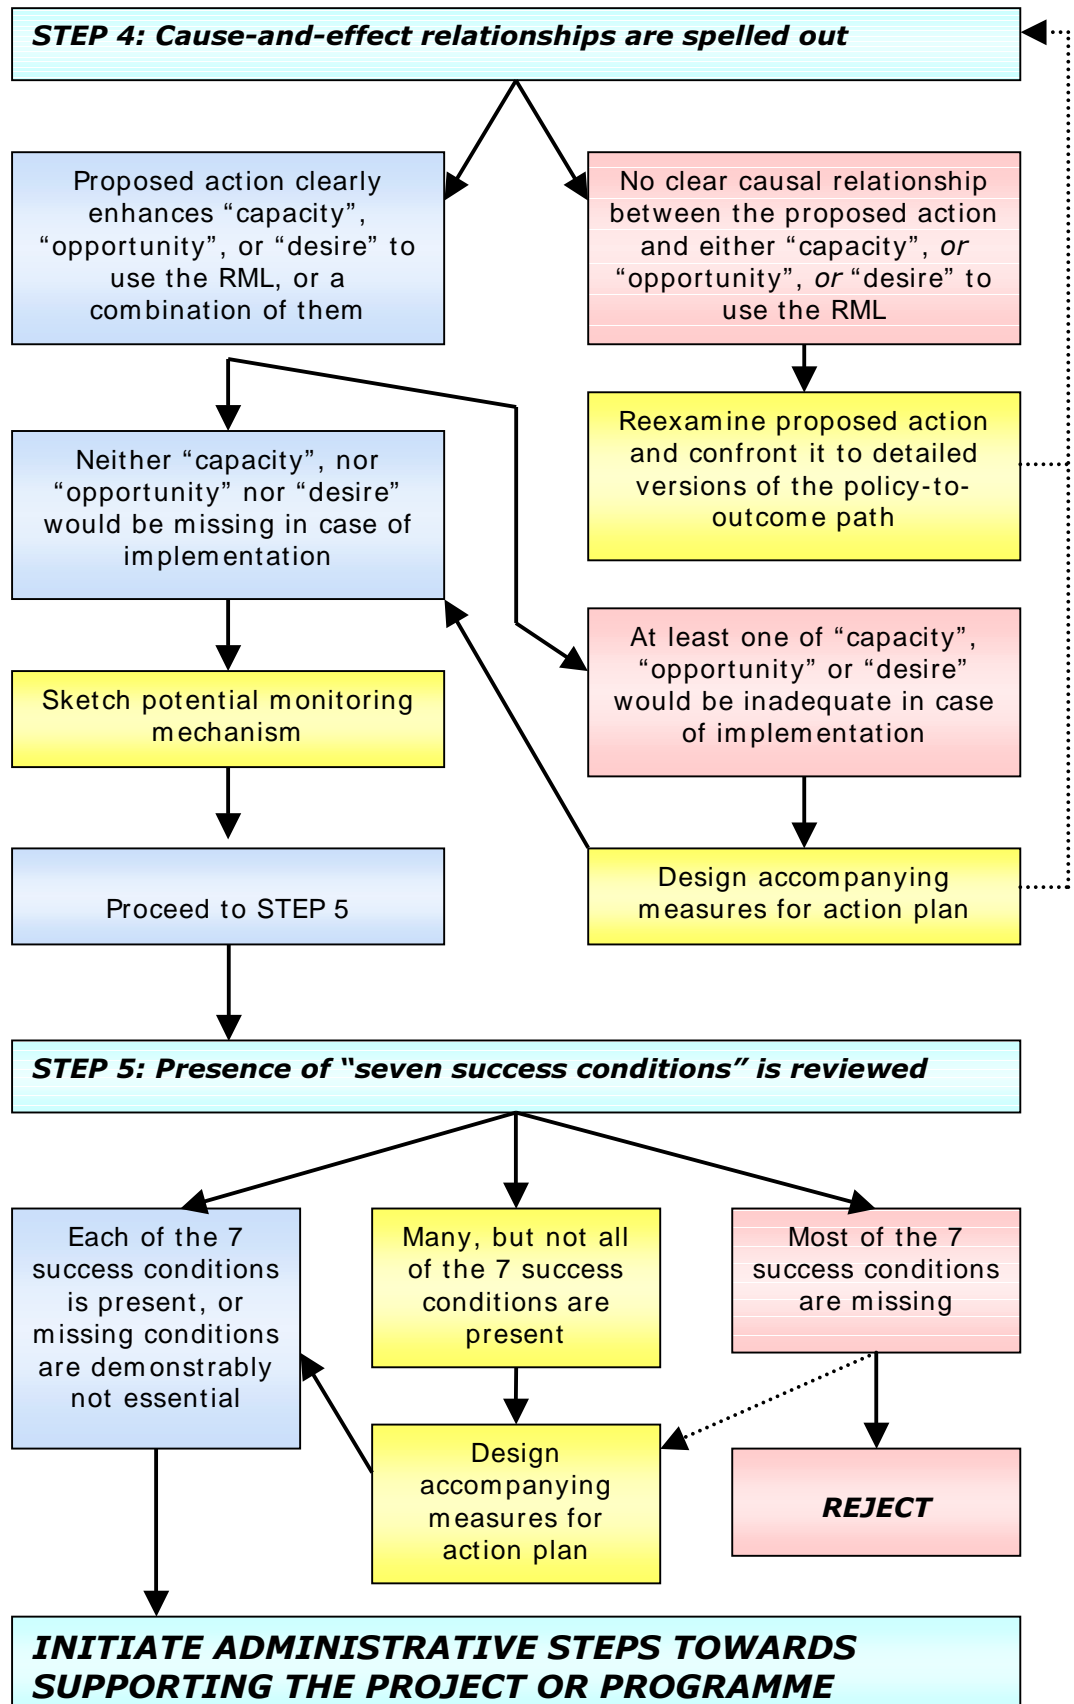 STEP 4: Cause-and-effect relationships are spelled out
Proposed action clearly
enhances “capacity”,
“opportunity”, or “desire” to
use the RML, or a
combination of them
No clear causal relationship
between the proposed action
and either “capacity”, or
“opportunity”, or “desire” to
use the RML
Reexamine proposed action
and confront it to detailed
versions of the policy-to-
outcome path
Neither “capacity”, nor
“opportunity” nor “desire”
would be missing in case of
implementation
At least one of “capacity”,
“opportunity” or “desire”
would be inadequate in case
of implementation
Sketch potential monitoring
mechanism
Design accompanying
measures for action plan
Proceed to STEP 5
STEP 5: Presence of “seven success conditions” is reviewed
Each of the 7
success conditions
is present, or
missing conditions
are demonstrably
not essential
Many, but not all
of the 7 success
conditions are
present
Most of the 7
success conditions
are missing
Design
accompanying
measures for
action plan
REJECT
INITIATE ADMINISTRATIVE STEPS TOWARDS
SUPPORTING THE PROJECT OR PROGRAMME